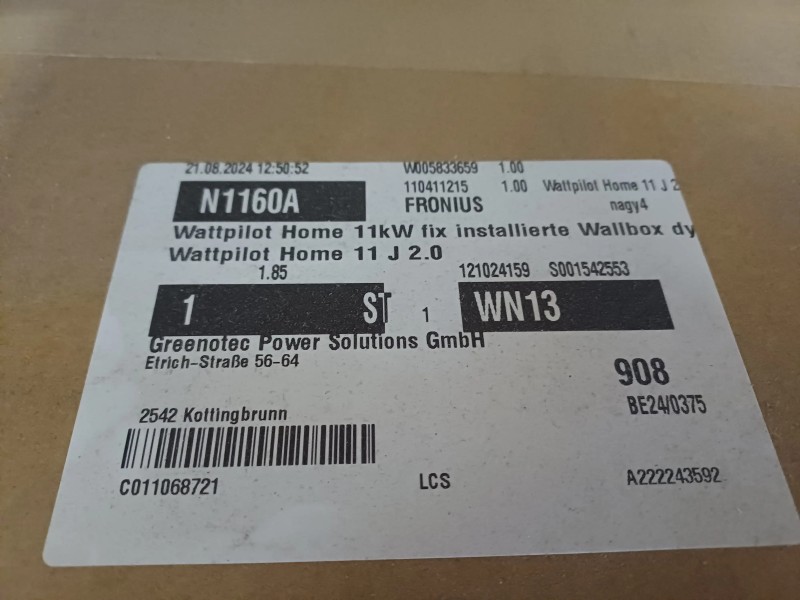 21.08.2024 12:50:52 W005833659 1.00
N1160A 110411215 1.00 Wattpilot Home 11 J 2
FRONIUS nagy4
Wattpilot Home 11kW fix installierte Wallbox dy
Wattpilot Home 11 J 2.0
1.85 121024159 S001542553
1 ST 1 WN13
Greenotec Power Solutions GmbH
Etrich-Straße 56-64
908
BE24/0375
2542 Kottingbrunn
C011068721 LCS A222243592